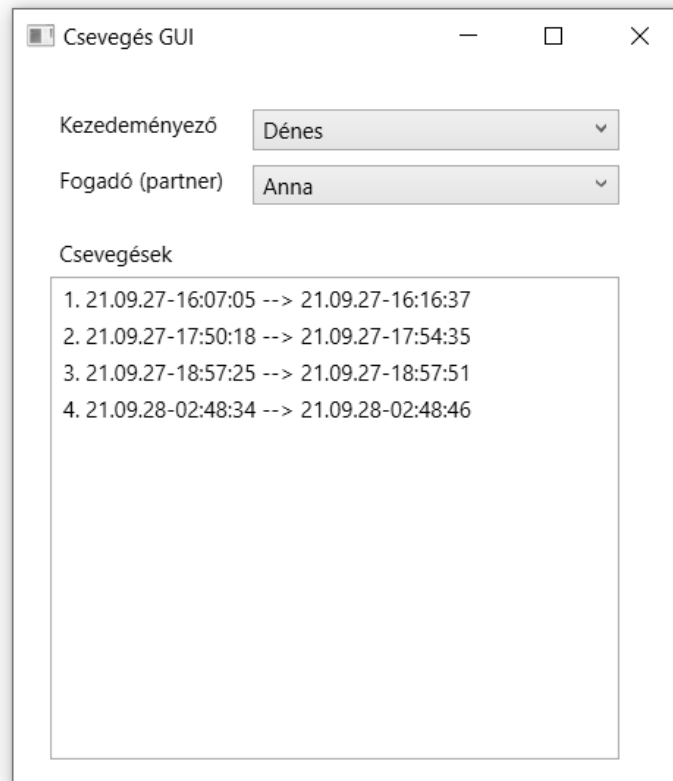 Csevegés GUI
Kezedeményező Dénes
Fogadó (partner) Anna
Csevegések
1. 21.09.27-16:07:05 --> 21.09.27-16:16:37
2. 21.09.27-17:50:18 --> 21.09.27-17:54:35
3. 21.09.27-18:57:25 --> 21.09.27-18:57:51
4. 21.09.28-02:48:34 --> 21.09.28-02:48:46